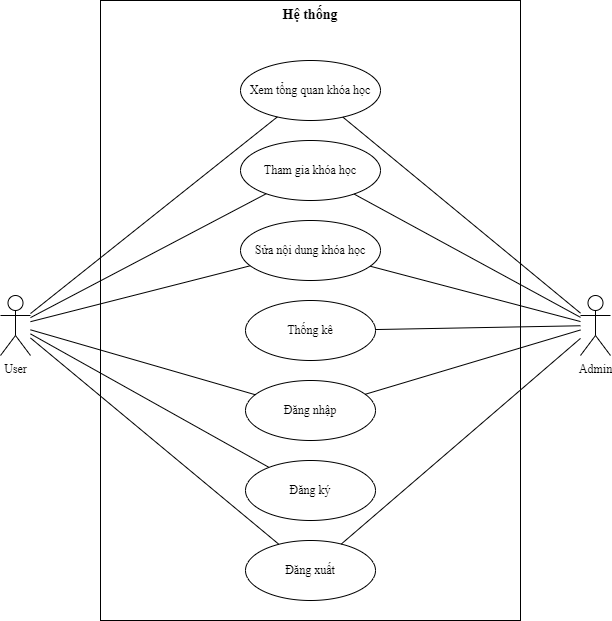 Hệ thống
Xem tổng quan khóa học
Tham gia khóa học
Sửa nội dung khóa học
Thống kê
User
Admin
Đăng nhập
Đăng ký
Đăng xuất